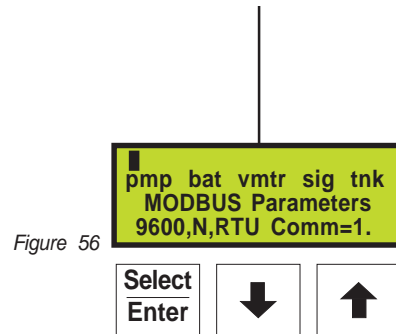 pmp bat vmtr sig tnk
MODBUS Parameters
9600,N,RTU Comm=1.
Figure 56
Select
Enter